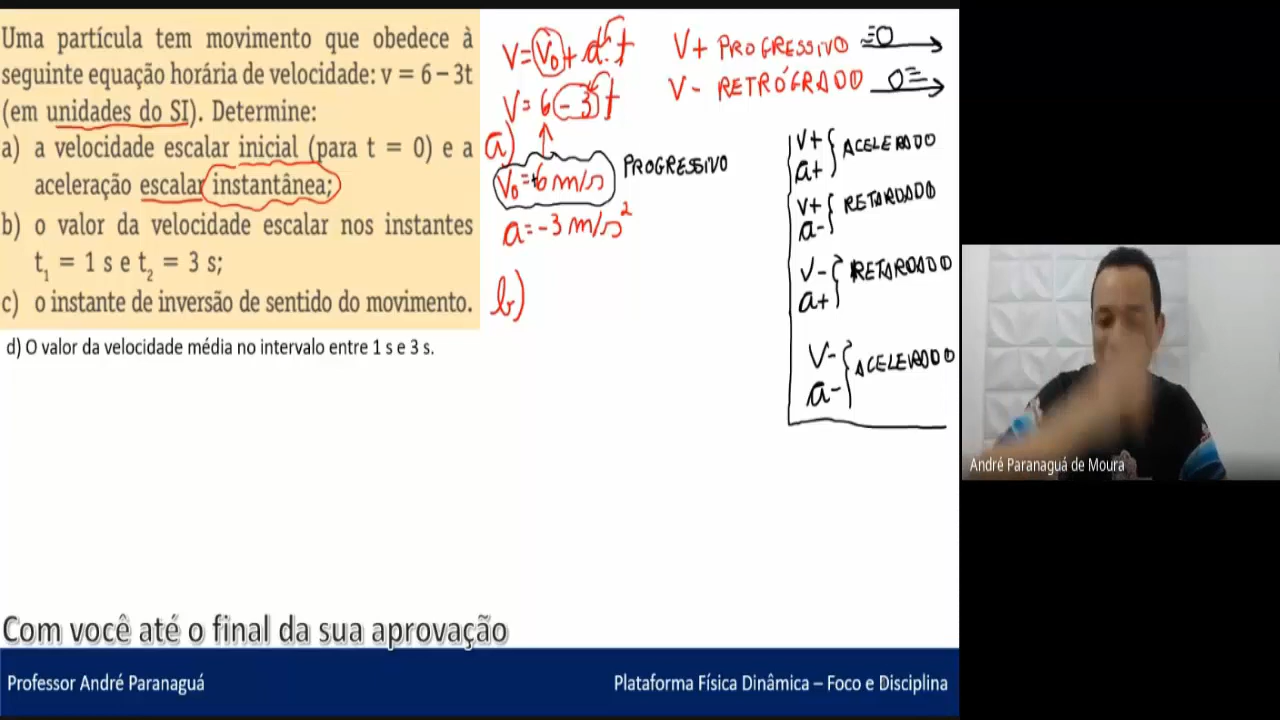 Uma partícula tem movimento que obedece à
seguinte equação horária de velocidade: v = 6 – 3t
(em unidades do SI). Determine:
a) a velocidade escalar inicial (para t = 0) e a
aceleração escalar instantânea;
b) o valor da velocidade escalar nos instantes
t₁ = 1 s e t₂ = 3 s;
c) o instante de inversão de sentido do movimento.
d) O valor da velocidade média no intervalo entre 1 s e 3 s.
V = V₀ + a.t
V = 6 - 3 t
a)
V₀ = +6 m/s PROGRESSIVO
a = -3 m/s²
b)
V+ PROGRESSIVO
V- RETRÓGRADO
V+
a+ ACELERADO
V+
a- RETARDADO
V-
a+ RETARDADO
V-
a- ACELERADO
André Paranaguá de Moura
Com você até o final da sua aprovação
Professor André Paranaguá
Plataforma Física Dinâmica – Foco e Disciplina